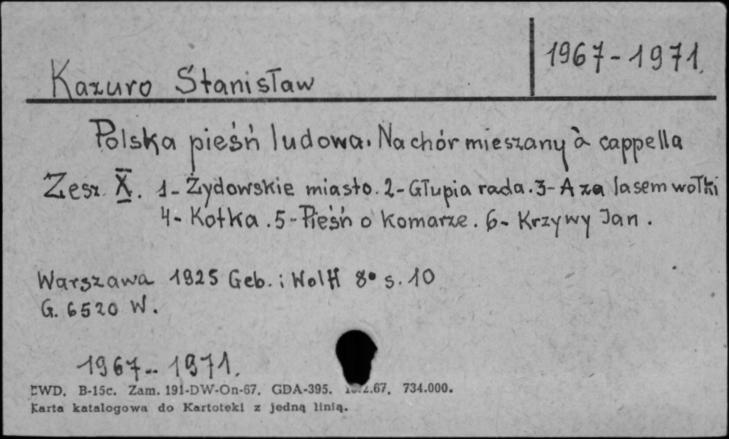 1967-1971.
Kazuro Stanisław
Polska pieśń ludowa. Na chór mieszany à cappella
Zesz. X. 1- Żydowskie miasto. 2- Głupia rada. 3- A za lasem wołki
4- Kotka. 5- Pieśń o komarze. 6- Krzywy Jan.
Warszawa 1925 Geb. i Wolff 8° s. 10
G. 6520 W.
1967-- 1971.
EWD. B-15c. Zam. 191-DW-On-67. GDA-395. .67. 734.000.
Karta katalogowa do Kartoteki z jedną linią.